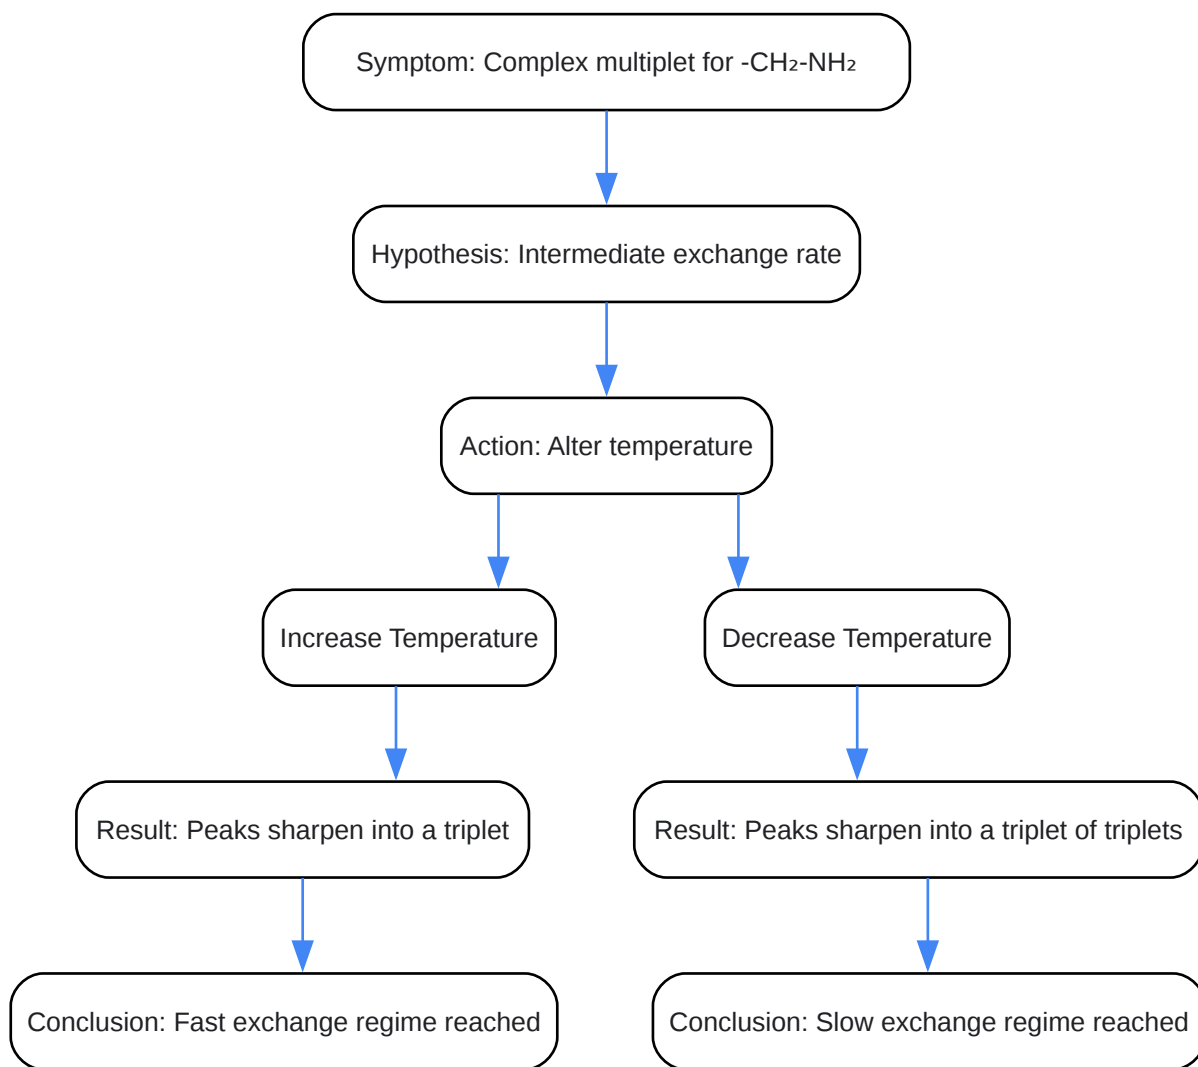 Symptom: Complex multiplet for -CH₂-NH₂
Hypothesis: Intermediate exchange rate
Action: Alter temperature
Increase Temperature
Decrease Temperature
Result: Peaks sharpen into a triplet
Result: Peaks sharpen into a triplet of triplets
Conclusion: Fast exchange regime reached
Conclusion: Slow exchange regime reached